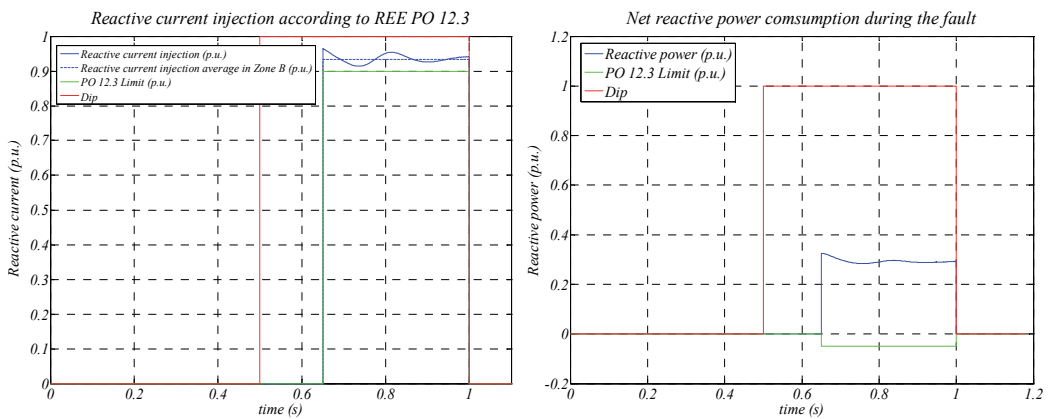 Reactive current injection according to REE PO 12.3
Reactive current (p.u.)
1
0.9
0.8
0.7
0.6
0.5
0.4
0.3
0.2
0.1
0
Reactive current injection (p.u.)
Reactive current injection average in Zone B (p.u.)
PO 12.3 Limit (p.u.)
Dip
0
0.2
0.4
0.6
0.8
1
time (s)
Net reactive power comsumption during the fault
Reactive power (p.u.)
1.2
1
0.8
0.6
0.4
0.2
0
-0.2
Reactive power (p.u.)
PO 12.3 Limit (p.u.)
Dip
0
0.2
0.4
0.6
0.8
1
1.2
time (s)